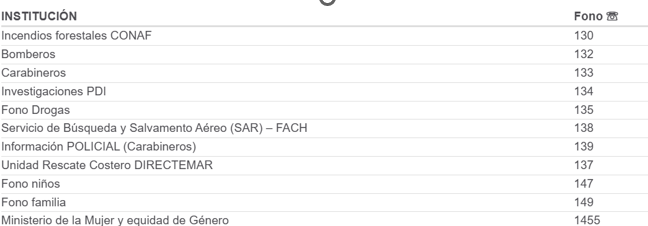 INSTITUCIÓN Fono ☏
Incendios forestales CONAF 130
Bomberos 132
Carabineros 133
Investigaciones PDI 134
Fono Drogas 135
Servicio de Búsqueda y Salvamento Aéreo (SAR) – FACH 138
Información POLICIAL (Carabineros) 139
Unidad Rescate Costero DIRECTEMAR 137
Fono niños 147
Fono familia 149
Ministerio de la Mujer y equidad de Género 1455